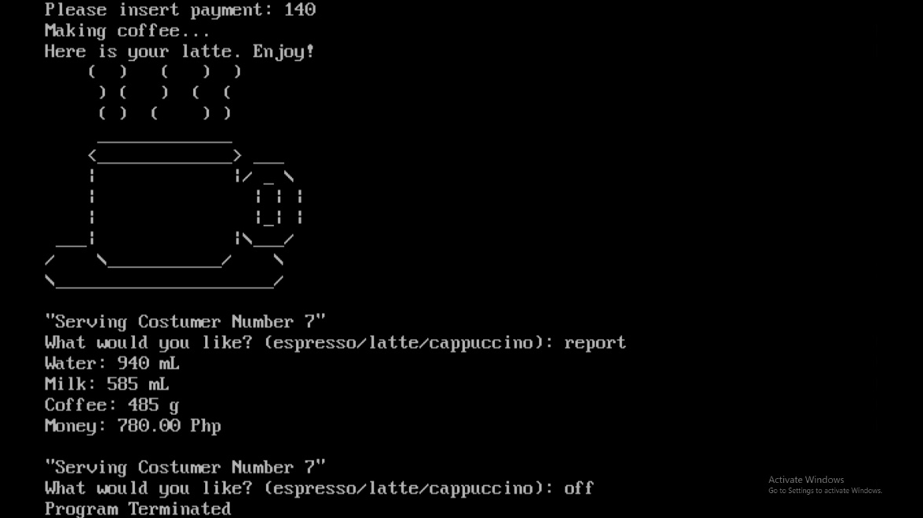 Please insert payment: 140
Making coffee...
Here is your latte. Enjoy!
"Serving Costumer Number 7"
What would you like? (espresso/latte/cappuccino): report
Water: 940 mL
Milk: 585 mL
Coffee: 485 g
Money: 780.00 Php
"Serving Costumer Number 7"
What would you like? (espresso/latte/cappuccino): off
Program Terminated
Activate Windows
Go to Settings to activate Windows.